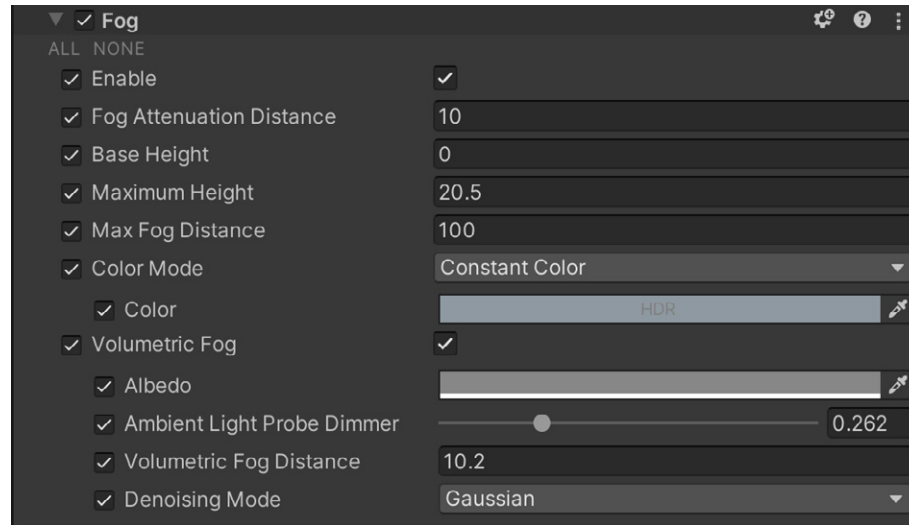 Fog
ALL NONE
Enable
Fog Attenuation Distance 10
Base Height 0
Maximum Height 20.5
Max Fog Distance 100
Color Mode Constant Color
Color HDR
Volumetric Fog
Albedo
Ambient Light Probe Dimmer 0.262
Volumetric Fog Distance 10.2
Denoising Mode Gaussian